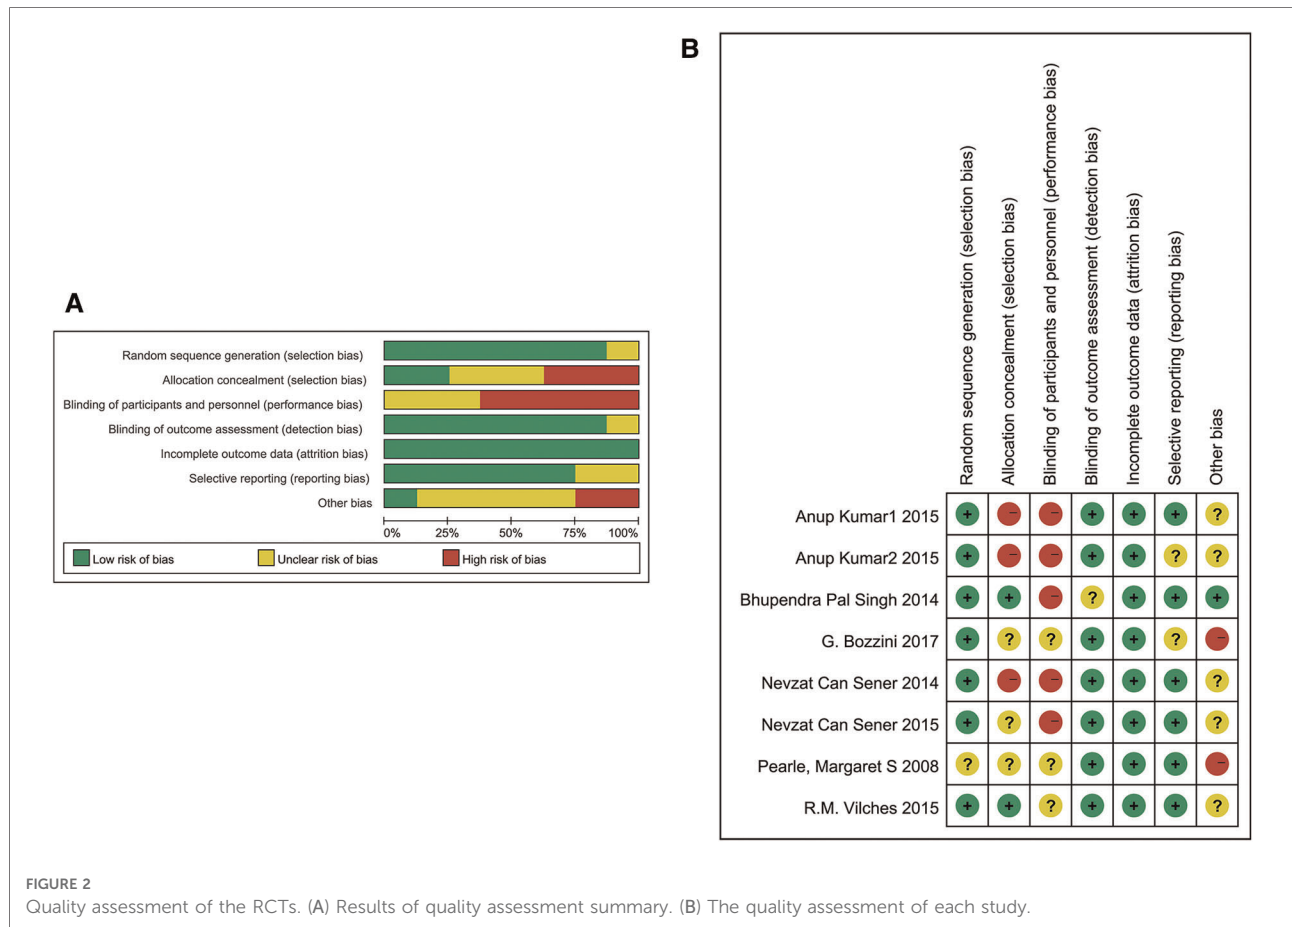 A
Random sequence generation (selection bias)
Allocation concealment (selection bias)
Blinding of participants and personnel (performance bias)
Blinding of outcome assessment (detection bias)
Incomplete outcome data (attrition bias)
Selective reporting (reporting bias)
Other bias
0% 25% 50% 75% 100%
Low risk of bias Unclear risk of bias High risk of bias
B
Random sequence generation (selection bias)
Allocation concealment (selection bias)
Blinding of participants and personnel (performance bias)
Blinding of outcome assessment (detection bias)
Incomplete outcome data (attrition bias)
Selective reporting (reporting bias)
Other bias
Anup Kumar1 2015 + - - + + + ?
Anup Kumar2 2015 + - - + + ? ?
Bhupendra Pal Singh 2014 + + - ? + + +
G. Bozzini 2017 + ? ? + + ? -
Nevzat Can Sener 2014 + - - + + + ?
Nevzat Can Sener 2015 + ? - + + + ?
Pearle, Margaret S 2008 ? ? ? + + + -
R.M. Vilches 2015 + + ? + + + ?
FIGURE 2
Quality assessment of the RCTs. (A) Results of quality assessment summary. (B) The quality assessment of each study.